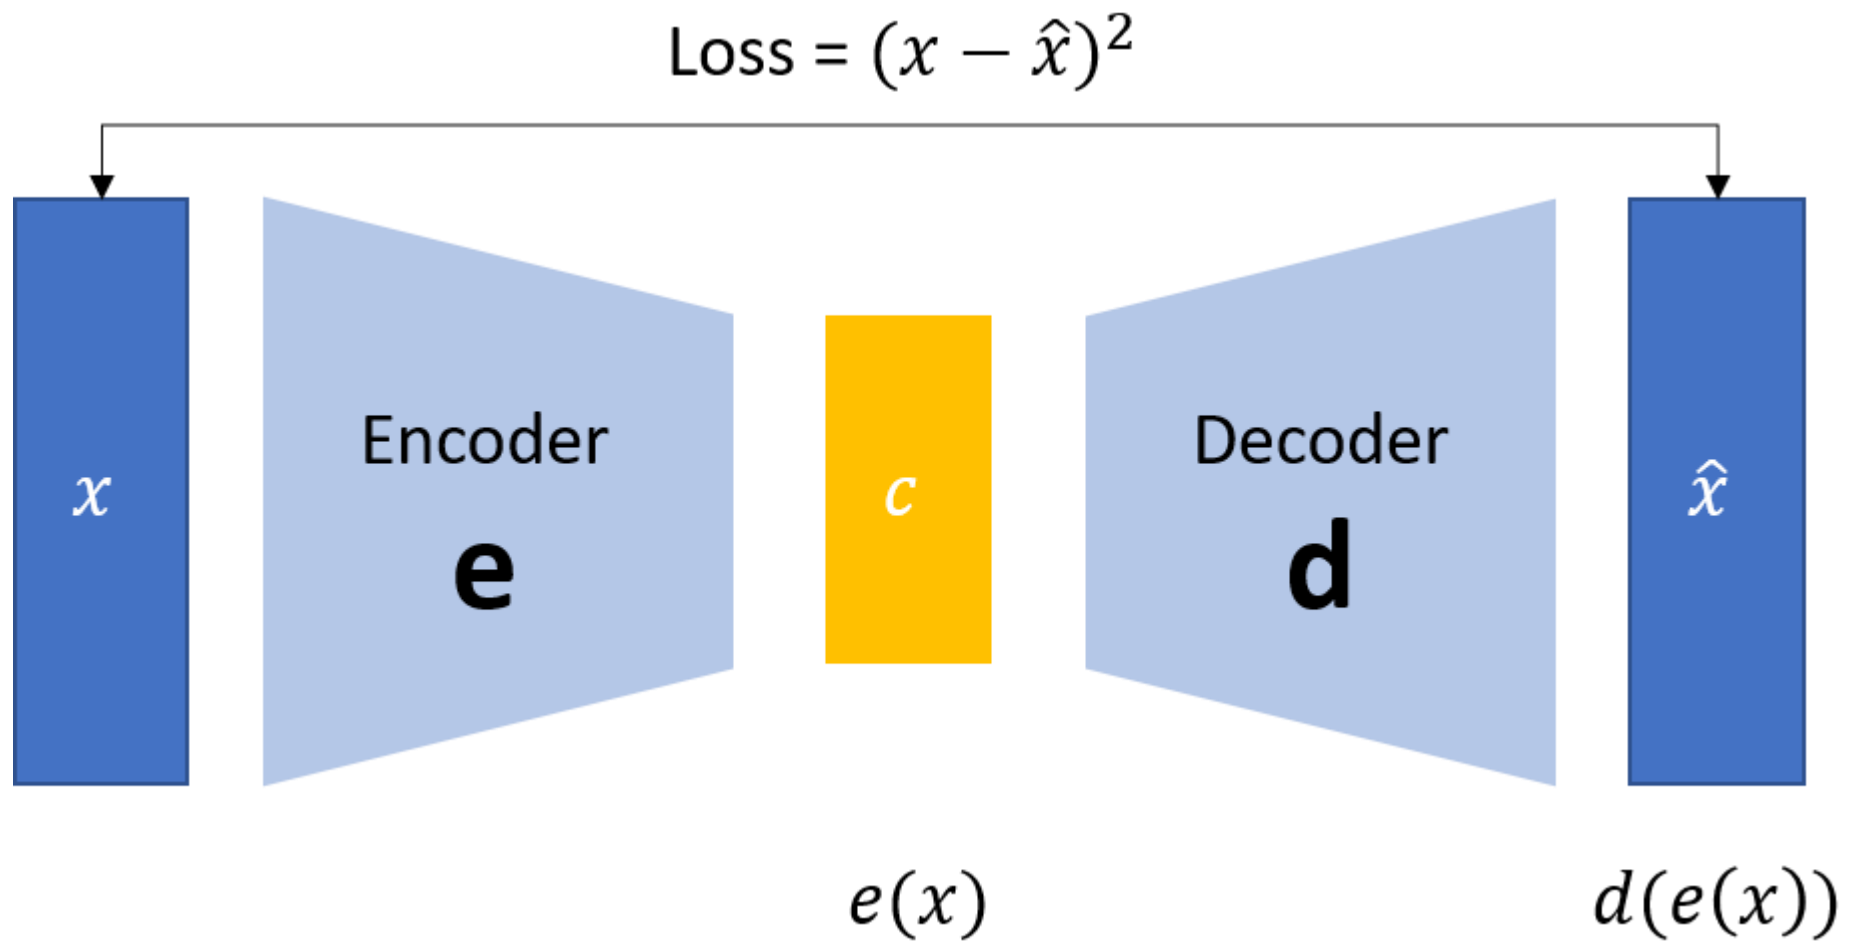 Loss = (x − x̂)²
Encoder
Decoder
x
c
x̂
e
d
e(x)
d(e(x))